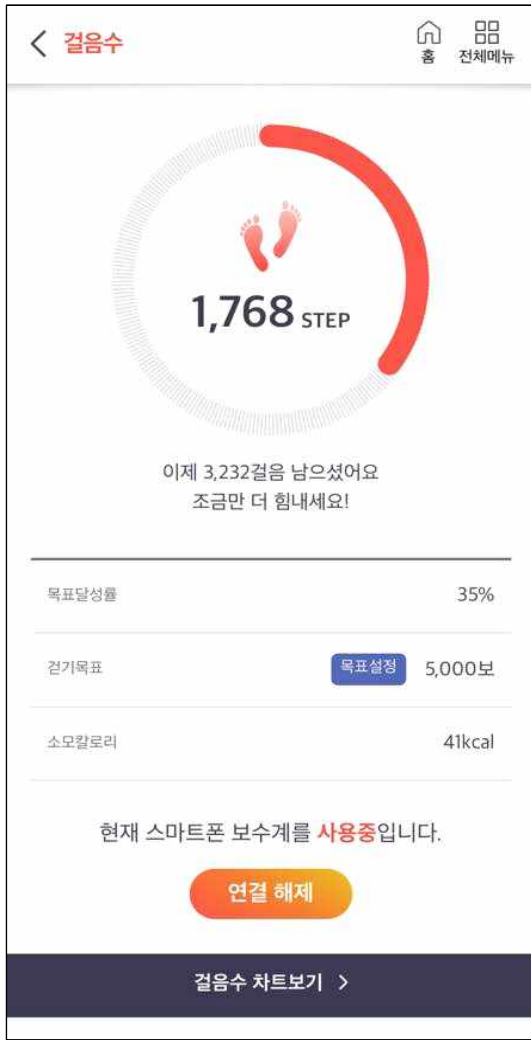 걸음수
홈
전체메뉴
1,768 STEP
이제 3,232걸음 남으셨어요
조금만 더 힘내세요!
목표달성률 35%
걷기목표 목표설정 5,000보
소모칼로리 41kcal
현재 스마트폰 보수계를 사용중입니다.
연결 해제
걸음수 차트보기